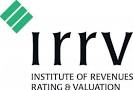 irrv
INSTITUTE OF REVENUES
RATING & VALUATION